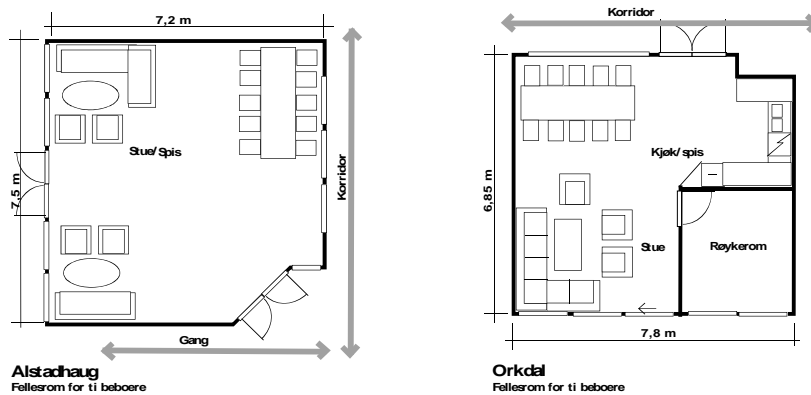 7,2 m
Stue/Spis
7,5 m
Korridor
Gang
Alstadhaug
Fellesrom for ti beboere
Korridor
Kjøk/spis
6,85 m
Stue
Røykerom
7,8 m
Orkdal
Fellesrom for ti beboere